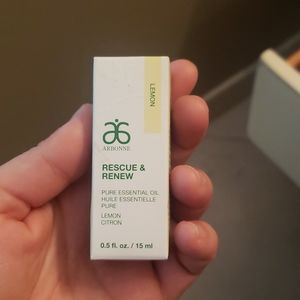 LEMON
ARBONNE
RESCUE &
RENEW
PURE ESSENTIAL OIL
HUILE ESSENTIELLE
PURE
LEMON
CITRON
0.5 fl. oz. / 15 ml